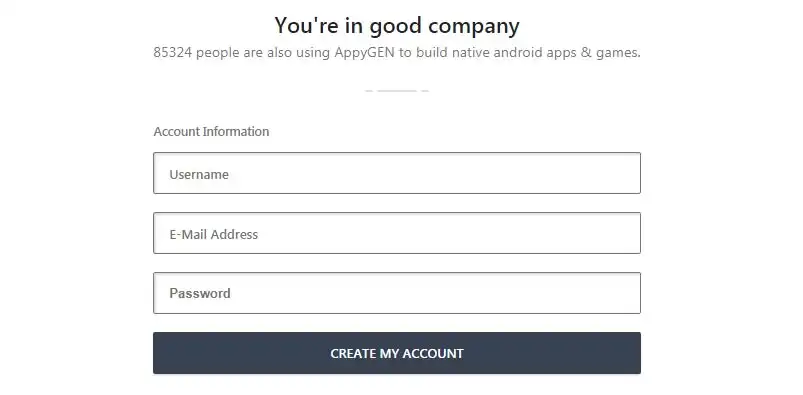 You're in good company
85324 people are also using AppyGEN to build native android apps & games.
Account Information
Username
E-Mail Address
Password
CREATE MY ACCOUNT